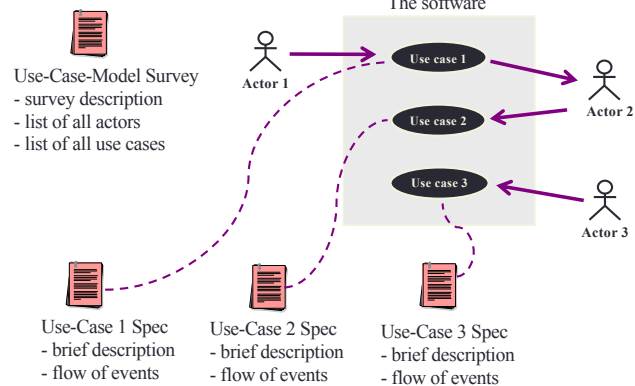 The software
Use case 1
Actor 1
Use-Case-Model Survey
- survey description
- list of all actors
- list of all use cases
Actor 2
Use case 2
Use case 3
Actor 3
Use-Case 1 Spec
- brief description
- flow of events
Use-Case 2 Spec
- brief description
- flow of events
Use-Case 3 Spec
- brief description
- flow of events